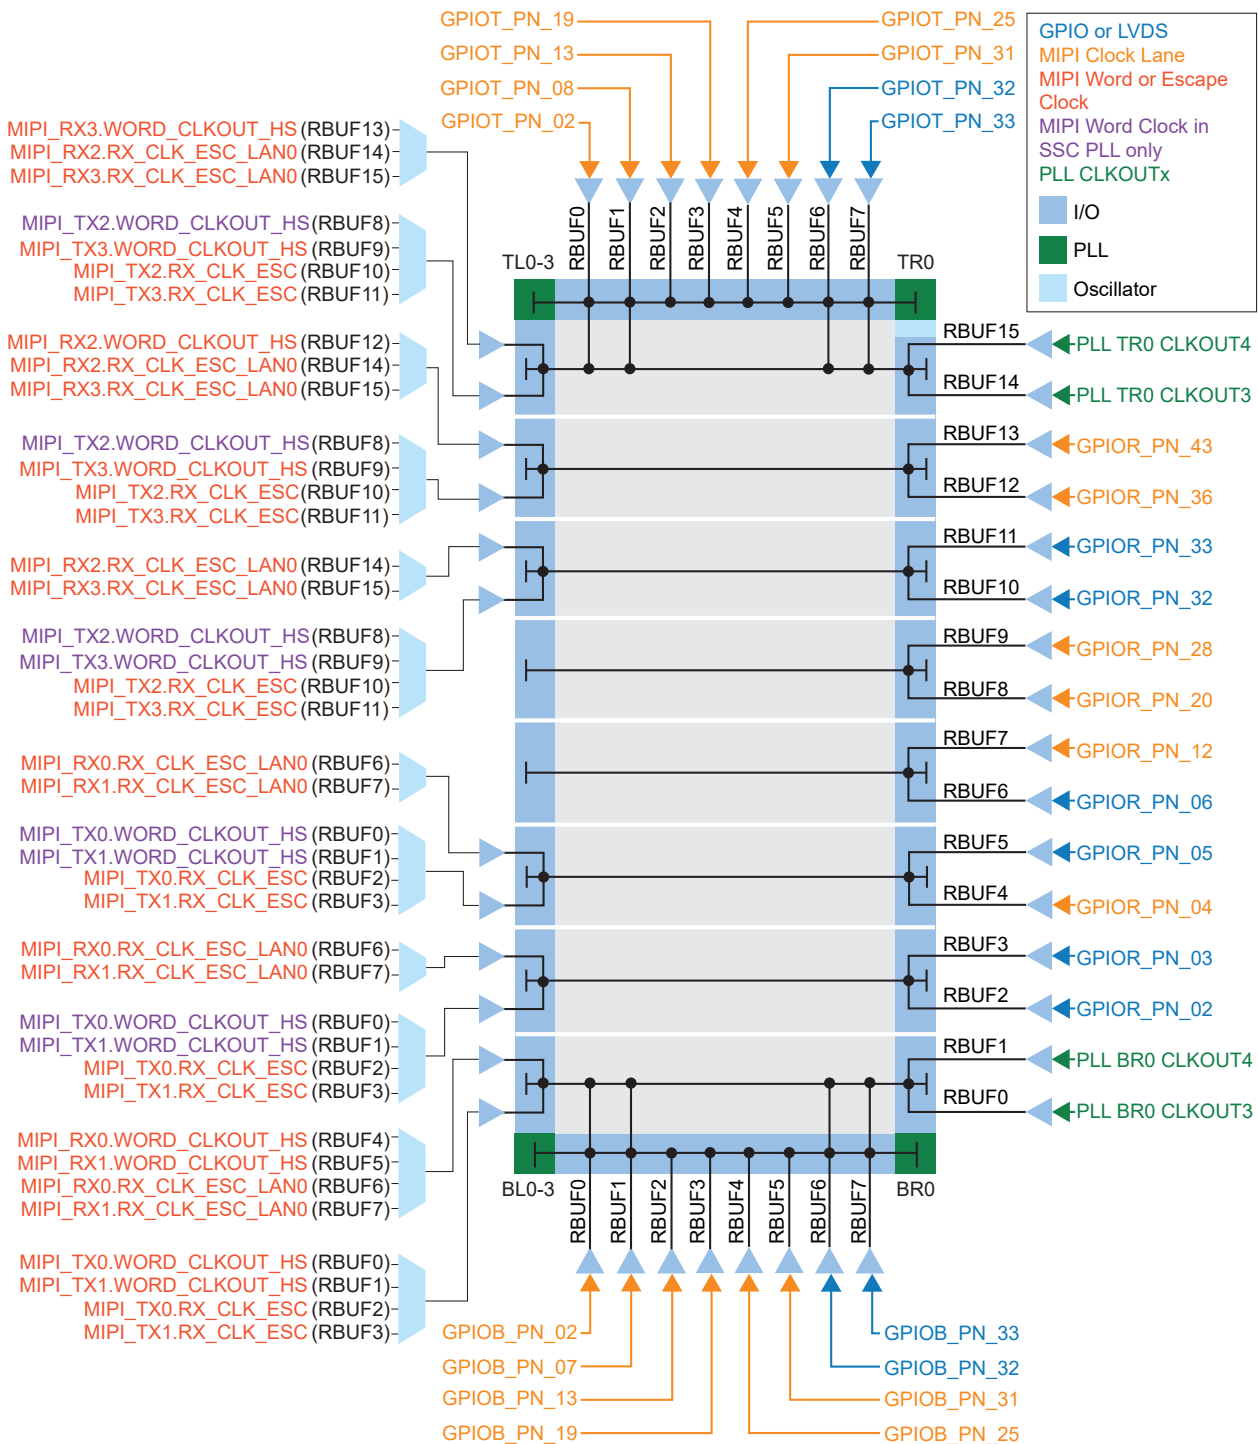 GPIOT_PN_19
GPIOT_PN_13
GPIOT_PN_08
GPIOT_PN_02
GPIOT_PN_25
GPIOT_PN_31
GPIOT_PN_32
GPIOT_PN_33
GPIO or LVDS
MIPI Clock Lane
MIPI Word or Escape
Clock
MIPI Word Clock in
SSC PLL only
PLL CLKOUTx
I/O
PLL
Oscillator
MIPI_RX3.WORD_CLKOUT_HS (RBUF13)
MIPI_RX2.RX_CLK_ESC_LAN0 (RBUF14)
MIPI_RX3.RX_CLK_ESC_LAN0 (RBUF15)
MIPI_TX2.WORD_CLKOUT_HS (RBUF8)
MIPI_TX3.WORD_CLKOUT_HS (RBUF9)
MIPI_TX2.RX_CLK_ESC (RBUF10)
MIPI_TX3.RX_CLK_ESC (RBUF11)
MIPI_RX2.WORD_CLKOUT_HS (RBUF12)
MIPI_RX2.RX_CLK_ESC_LAN0 (RBUF14)
MIPI_RX3.RX_CLK_ESC_LAN0 (RBUF15)
MIPI_TX2.WORD_CLKOUT_HS (RBUF8)
MIPI_TX3.WORD_CLKOUT_HS (RBUF9)
MIPI_TX2.RX_CLK_ESC (RBUF10)
MIPI_TX3.RX_CLK_ESC (RBUF11)
MIPI_RX2.RX_CLK_ESC_LAN0 (RBUF14)
MIPI_RX3.RX_CLK_ESC_LAN0 (RBUF15)
MIPI_TX2.WORD_CLKOUT_HS (RBUF8)
MIPI_TX3.WORD_CLKOUT_HS (RBUF9)
MIPI_TX2.RX_CLK_ESC (RBUF10)
MIPI_TX3.RX_CLK_ESC (RBUF11)
MIPI_RX0.RX_CLK_ESC_LAN0 (RBUF6)
MIPI_RX1.RX_CLK_ESC_LAN0 (RBUF7)
MIPI_TX0.WORD_CLKOUT_HS (RBUF0)
MIPI_TX1.WORD_CLKOUT_HS (RBUF1)
MIPI_TX0.RX_CLK_ESC (RBUF2)
MIPI_TX1.RX_CLK_ESC (RBUF3)
MIPI_RX0.RX_CLK_ESC_LAN0 (RBUF6)
MIPI_RX1.RX_CLK_ESC_LAN0 (RBUF7)
MIPI_TX0.WORD_CLKOUT_HS (RBUF0)
MIPI_TX1.WORD_CLKOUT_HS (RBUF1)
MIPI_TX0.RX_CLK_ESC (RBUF2)
MIPI_TX1.RX_CLK_ESC (RBUF3)
MIPI_RX0.WORD_CLKOUT_HS (RBUF4)
MIPI_RX1.WORD_CLKOUT_HS (RBUF5)
MIPI_RX0.RX_CLK_ESC_LAN0 (RBUF6)
MIPI_RX1.RX_CLK_ESC_LAN0 (RBUF7)
MIPI_TX0.WORD_CLKOUT_HS (RBUF0)
MIPI_TX1.WORD_CLKOUT_HS (RBUF1)
MIPI_TX0.RX_CLK_ESC (RBUF2)
MIPI_TX1.RX_CLK_ESC (RBUF3)
TL0-3
RBUF0
RBUF1
RBUF2
RBUF3
RBUF4
RBUF5
RBUF6
RBUF7
TR0
RBUF15
PLL TR0 CLKOUT4
RBUF14
PLL TR0 CLKOUT3
RBUF13
GPIOR_PN_43
RBUF12
GPIOR_PN_36
RBUF11
GPIOR_PN_33
RBUF10
GPIOR_PN_32
RBUF9
GPIOR_PN_28
RBUF8
GPIOR_PN_20
RBUF7
GPIOR_PN_12
RBUF6
GPIOR_PN_06
RBUF5
GPIOR_PN_05
RBUF4
GPIOR_PN_04
RBUF3
GPIOR_PN_03
RBUF2
GPIOR_PN_02
RBUF1
PLL BR0 CLKOUT4
RBUF0
PLL BR0 CLKOUT3
BL0-3
RBUF0
RBUF1
RBUF2
RBUF3
RBUF4
RBUF5
RBUF6
RBUF7
BR0
GPIOB_PN_02
GPIOB_PN_07
GPIOB_PN_13
GPIOB_PN_19
GPIOB_PN_33
GPIOB_PN_32
GPIOB_PN_31
GPIOB_PN_25